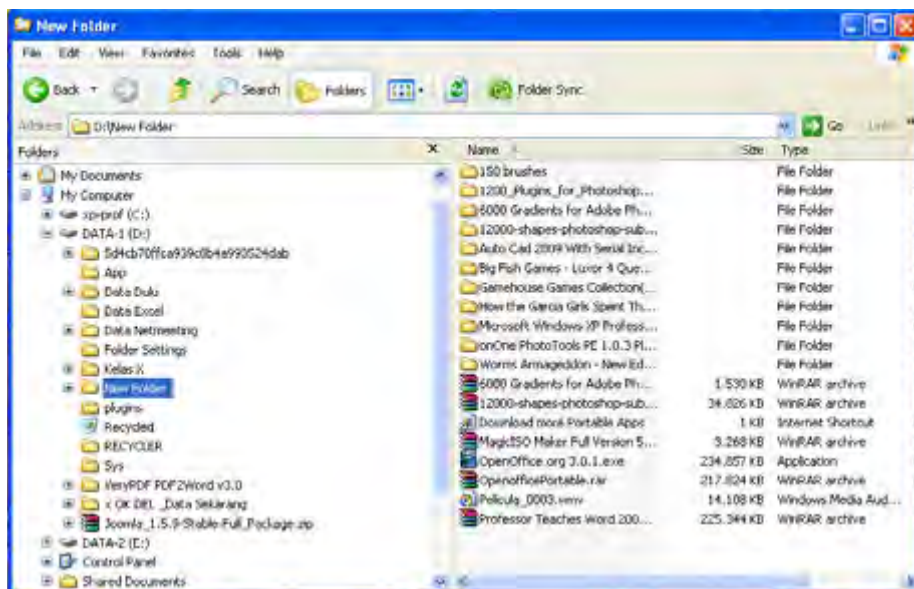 New Folder
File Edit View Favorites Tools Help
Back Search Folders Folder Sync
Address D:\New Folder Go Links
Folders
My Documents
My Computer
xp-prof (C:)
DATA-1 (D:)
5d4cb70ffca939c0b4a990524dab
App
Data Dulu
Data Excel
Data Netmeeting
Folder Settings
Kelas X
New Folder
plugins
Recycled
RECYCLER
Sys
VeryPDF PDF2Word v3.0
x OK DEL _Data Sekarang
Joomla_1.5.9-Stable-Full_Package.zip
DATA-2 (E:)
Control Panel
Shared Documents
Name Size Type
150 brushes File Folder
1200_Plugins_for_Photoshop... File Folder
6000 Gradients for Adobe Ph... File Folder
12000-shapes-photoshop-sub... File Folder
Auto Cad 2009 With Serial Inc... File Folder
Big Fish Games - Luxor 4 Que... File Folder
Gamehouse Games Collection(... File Folder
How the Garcia Girls Spent Th... File Folder
Microsoft Windows XP Profess... File Folder
onOne PhotoTools PE 1.0.3 Pl... File Folder
Worms Armageddon - New Ed... File Folder
6000 Gradients for Adobe Ph... 1.530 KB WinRAR archive
12000-shapes-photoshop-sub... 34.826 KB WinRAR archive
Download more Portable Apps 1 KB Internet Shortcut
MagicISO Maker Full Version 5... 3.268 KB WinRAR archive
OpenOffice.org 3.0.1.exe 234.857 KB Application
OpenofficePortable.rar 217.824 KB WinRAR archive
Pelicula_0003.wmv 14.108 KB Windows Media Aud...
Professor Teaches Word 200... 225.344 KB WinRAR archive